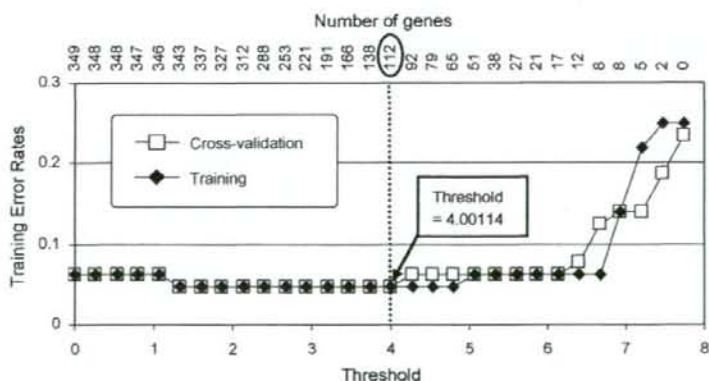 Number of genes
349 348 348 347 346 343 337 327 312 288 253 221 191 166 138 112 92 79 65 51 38 27 21 17 12 8 8 5 2 0
0.3
0.2
0.1
0
Training Error Rates
Cross-validation
Training
Threshold
= 4.00114
0 1 2 3 4 5 6 7 8
Threshold